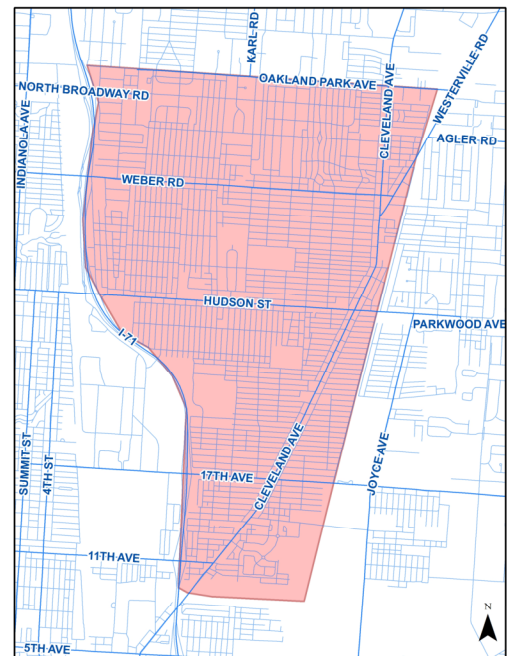 KARL RD
OAKLAND PARK AVE
WESTERVILLE RD
NORTH BROADWAY RD
CLEVELAND AVE
INDIANOLA AVE
AGLER RD
WEBER RD
HUDSON ST
PARKWOOD AVE
I-71
CLEVELAND AVE
SUMMIT ST
4TH ST
17TH AVE
JOYCE AVE
11TH AVE
N
5TH AVE